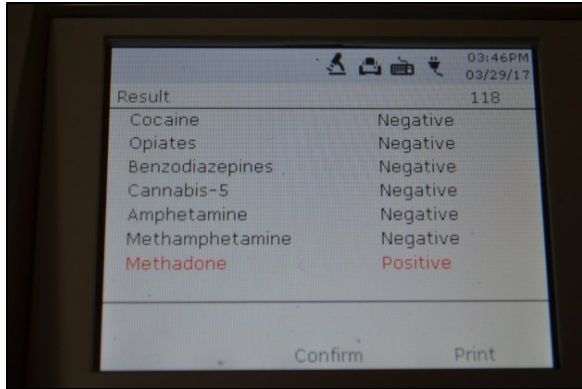 03:46PM
03/29/17
Result 118
Cocaine Negative
Opiates Negative
Benzodiazepines Negative
Cannabis-5 Negative
Amphetamine Negative
Methamphetamine Negative
Methadone Positive
Confirm Print